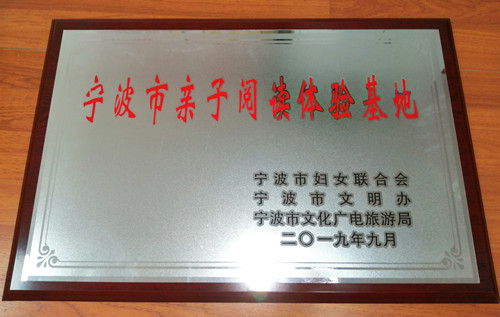 宁波市亲子阅读体验基地
宁波市妇女联合会
宁波市文明办
宁波市文化广电旅游局
二〇一九年九月